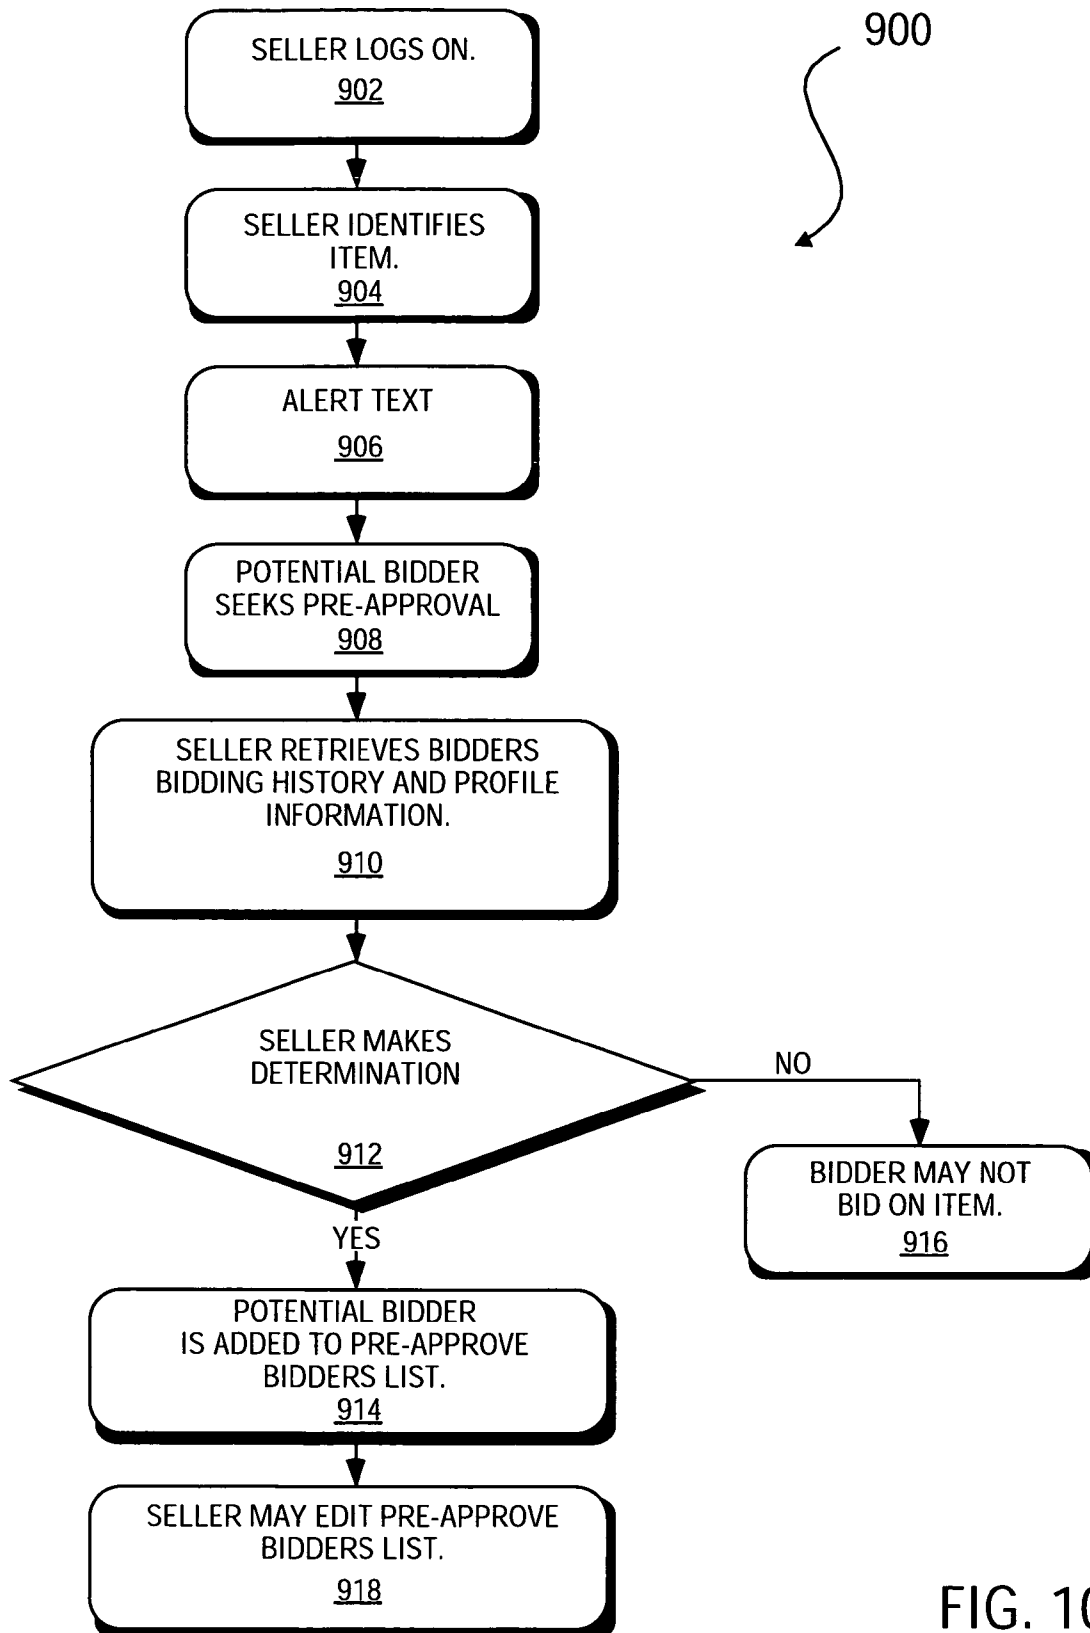 900
SELLER LOGS ON.
902
SELLER IDENTIFIES
ITEM.
904
ALERT TEXT
906
POTENTIAL BIDDER
SEEKS PRE-APPROVAL
908
SELLER RETRIEVES BIDDERS
BIDDING HISTORY AND PROFILE
INFORMATION.
910
SELLER MAKES
DETERMINATION
912
NO
BIDDER MAY NOT
BID ON ITEM.
916
YES
POTENTIAL BIDDER
IS ADDED TO PRE-APPROVE
BIDDERS LIST.
914
SELLER MAY EDIT PRE-APPROVE
BIDDERS LIST.
918
FIG. 10